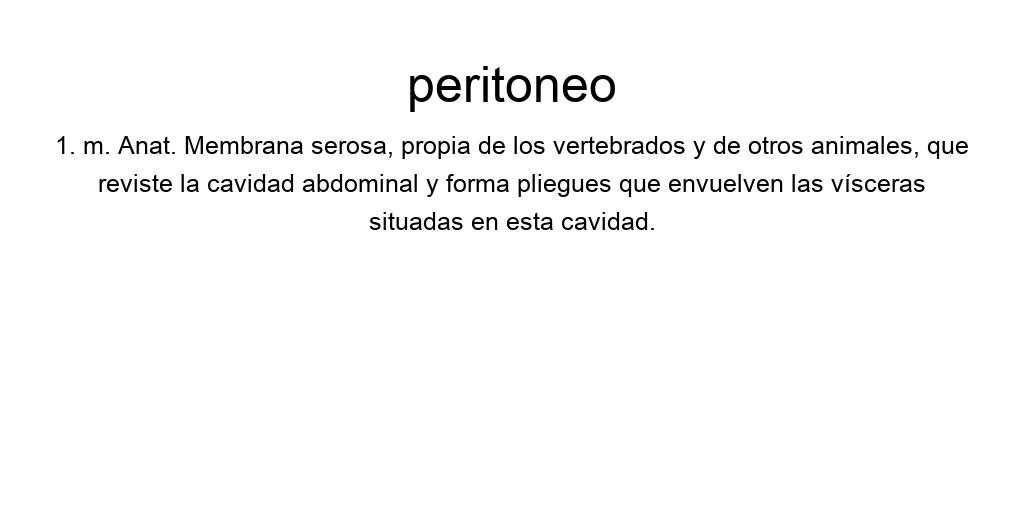 peritoneo
1. m. Anat. Membrana serosa, propia de los vertebrados y de otros animales, que
reviste la cavidad abdominal y forma pliegues que envuelven las vísceras
situadas en esta cavidad.